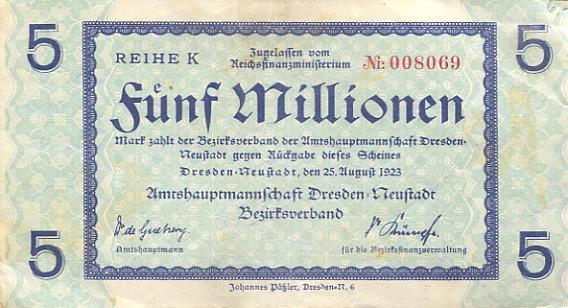 5 5
REIHE K
Zugelassen vom
Reichsfinanzministerium
№ 008069
Fünf Millionen
Mark zahlt der Bezirksverband der Amtshauptmannschaft Dresden-
Neustadt gegen Rückgabe dieses Scheines
Dresden-Neustadt, den 25. August 1923
Amtshauptmannschaft Dresden-Neustadt
Bezirksverband
Amtshauptmann
für die Bezirksfinanzverwaltung
5 5
Johannes Päßler, Dresden-N. 6